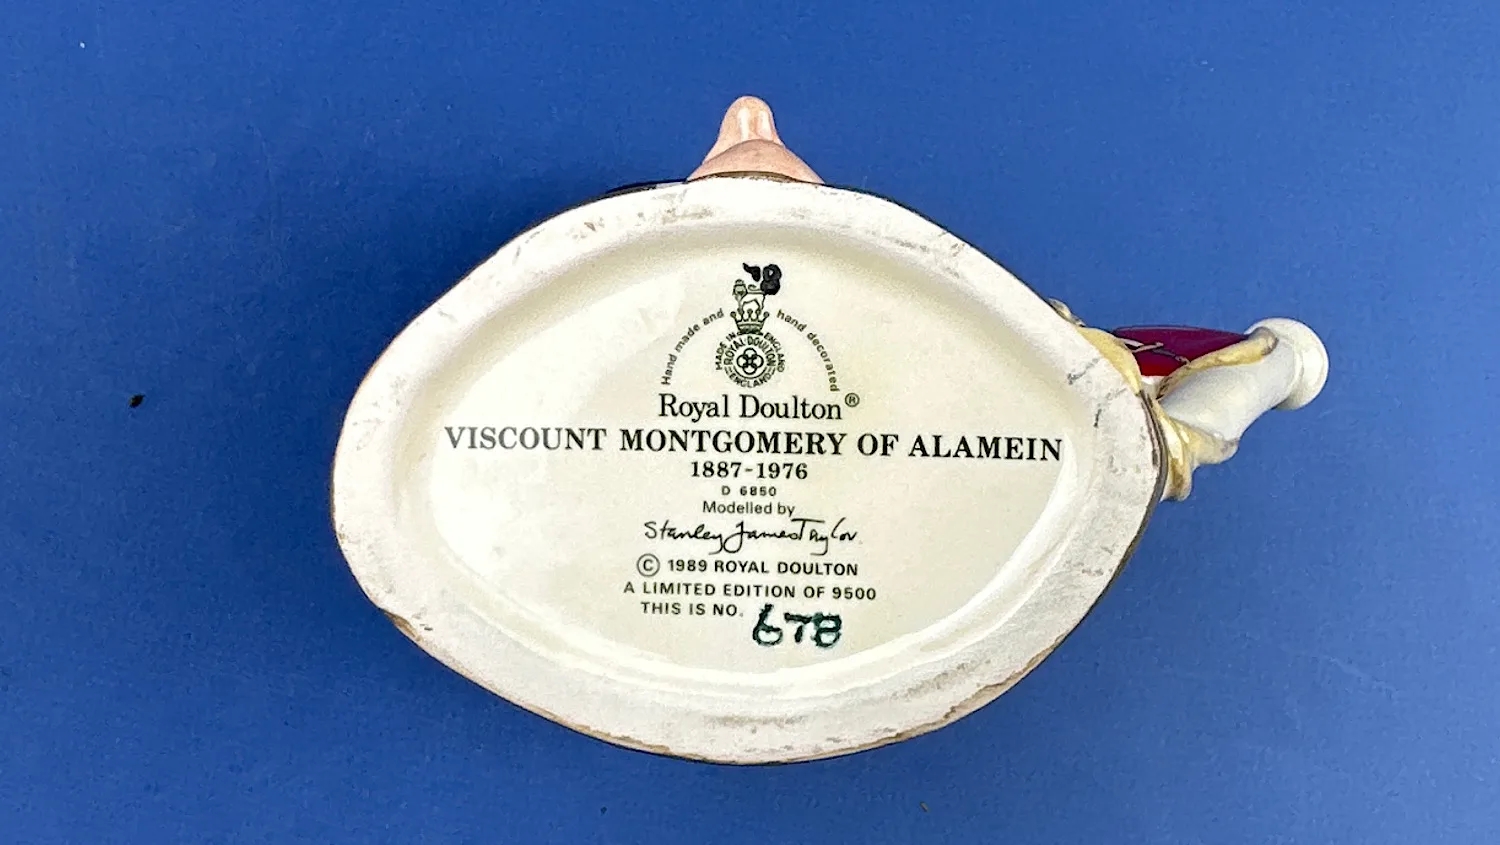 Hand made and hand decorated
MADE IN ENGLAND
ROYAL DOULTON
ENGLAND
Royal Doulton®
VISCOUNT MONTGOMERY OF ALAMEIN
1887-1976
D 6850
Modelled by
Stanley James Taylor
© 1989 ROYAL DOULTON
A LIMITED EDITION OF 9500
THIS IS NO. 678